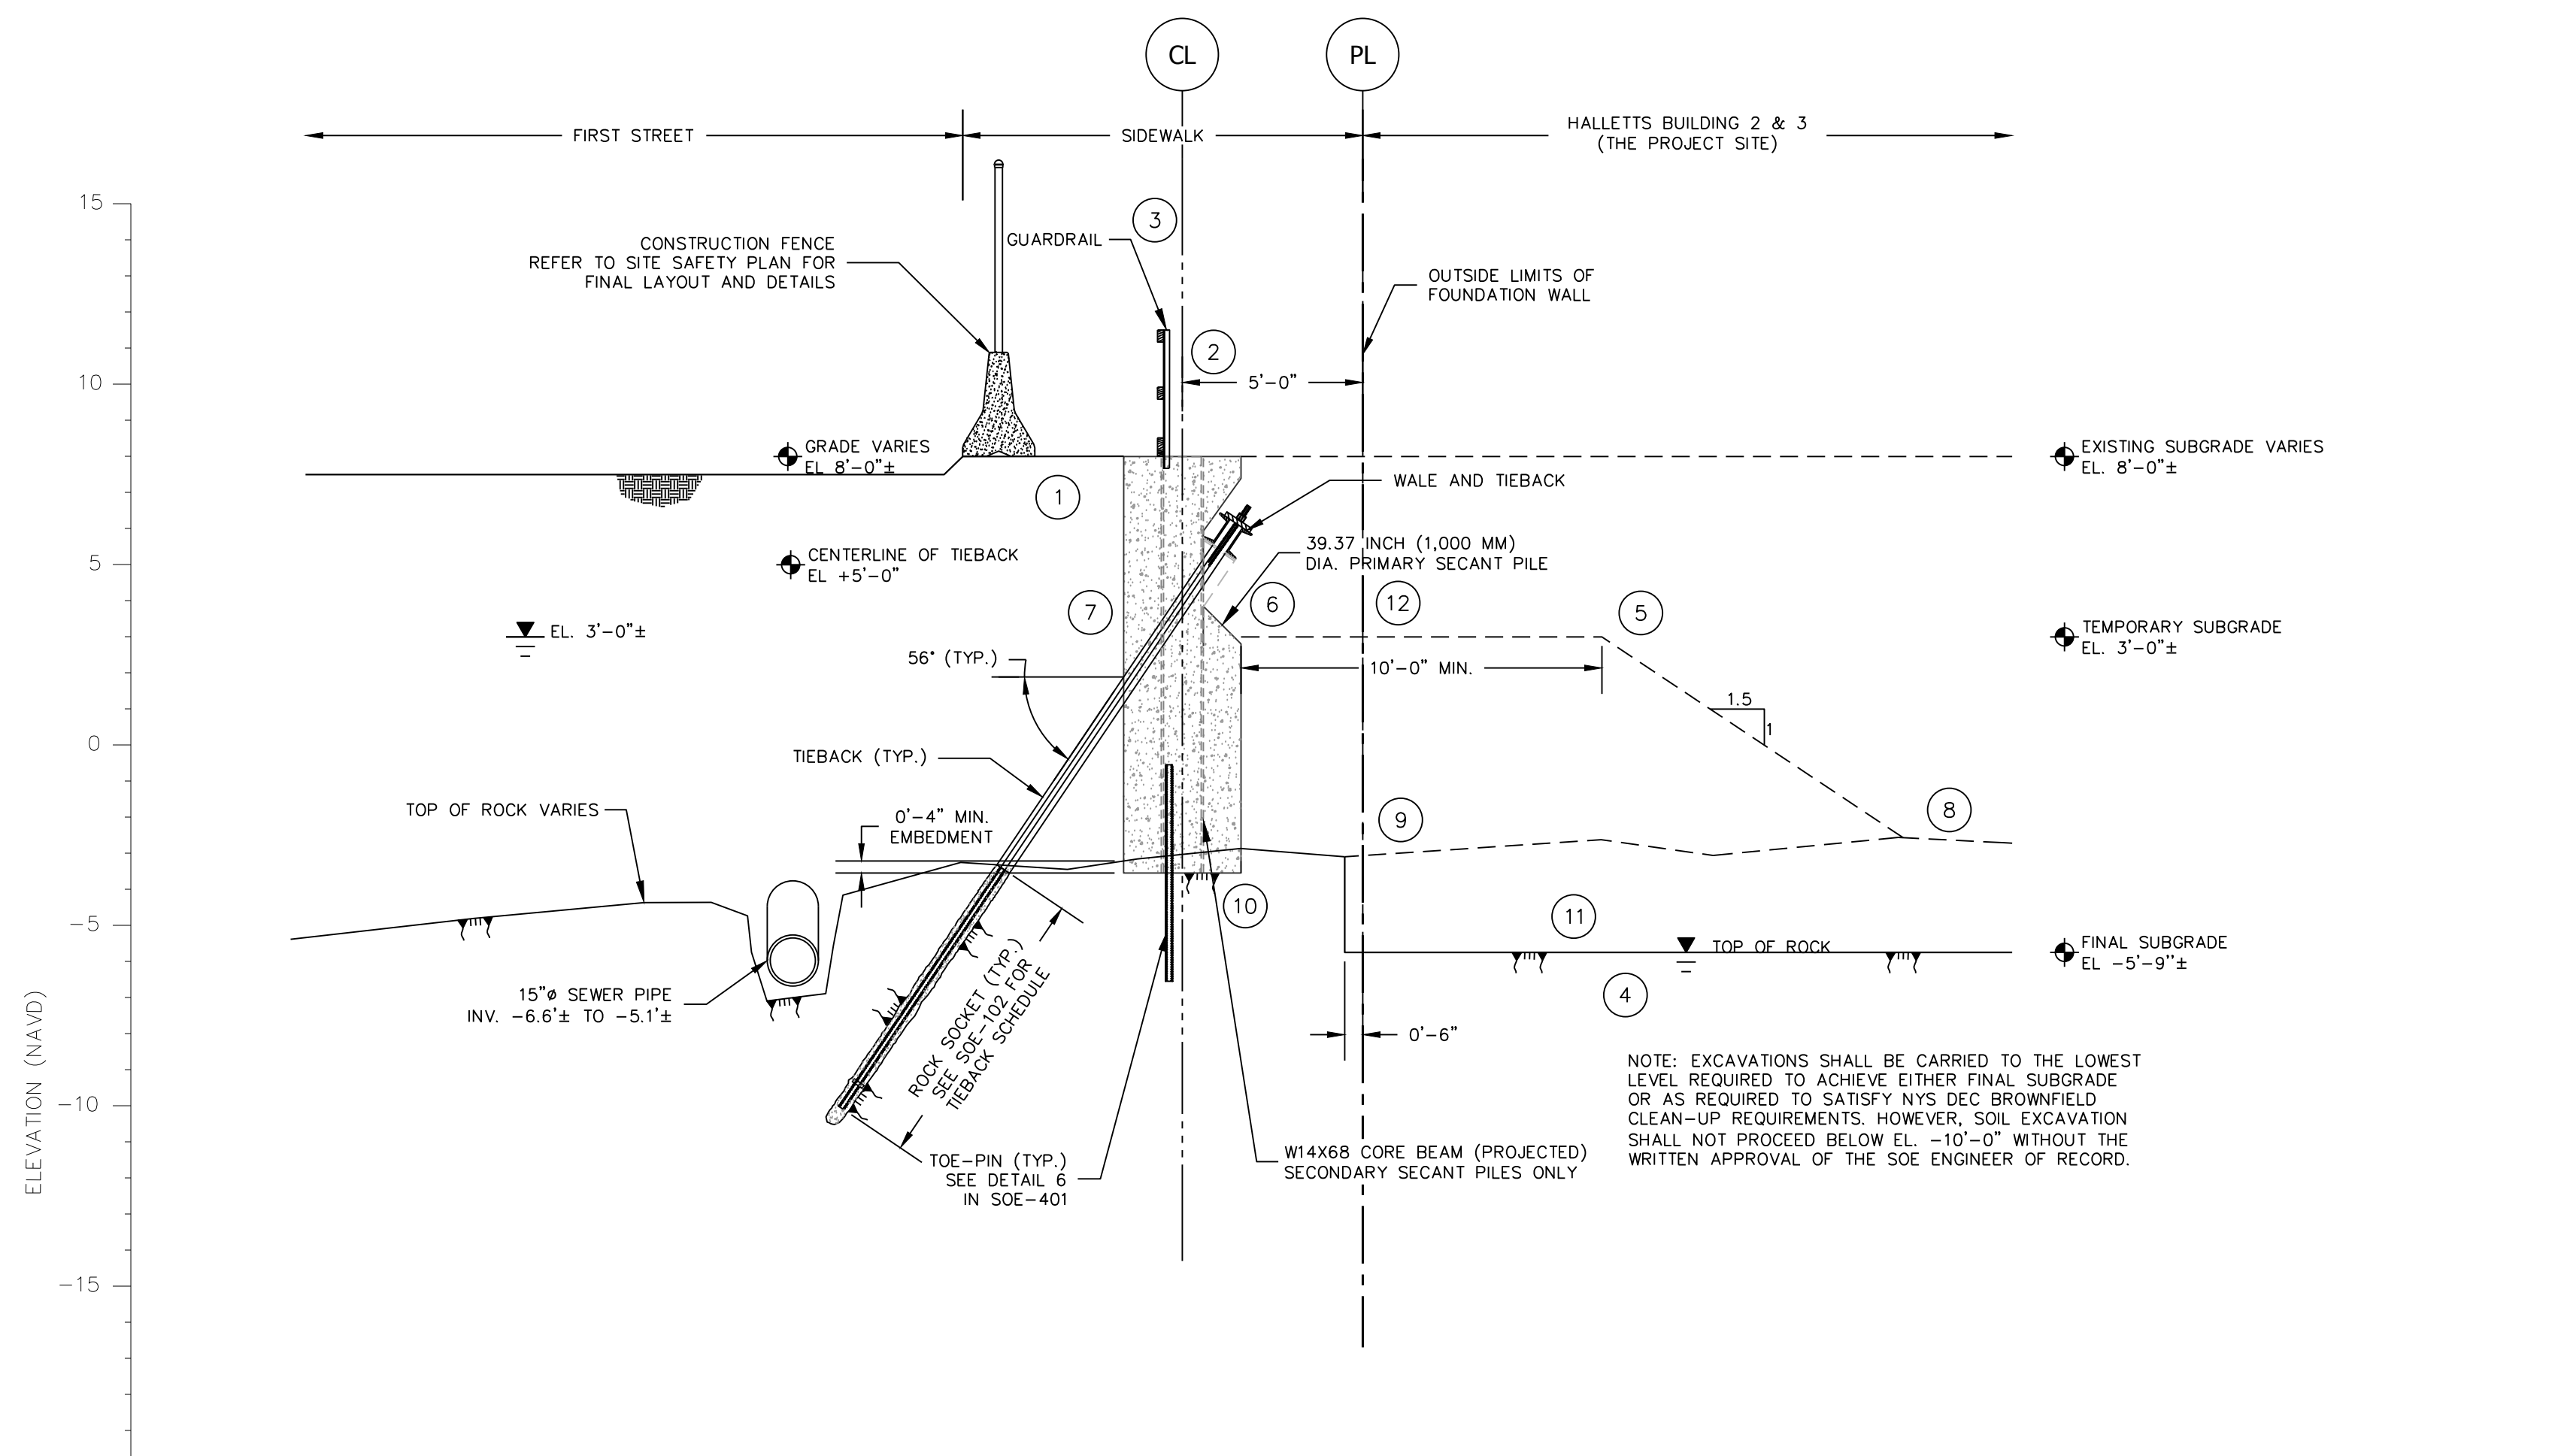 CL
PL
FIRST STREET
SIDEWALK
HALLETTS BUILDING 2 & 3
(THE PROJECT SITE)
15
3
CONSTRUCTION FENCE
REFER TO SITE SAFETY PLAN FOR
FINAL LAYOUT AND DETAILS
GUARDRAIL
OUTSIDE LIMITS OF
FOUNDATION WALL
2
10
5'-0"
GRADE VARIES
EL 8'-0"±
EXISTING SUBGRADE VARIES
EL. 8'-0"±
WALE AND TIEBACK
1
5
CENTERLINE OF TIEBACK
EL +5'-0"
39.37 INCH (1,000 MM)
DIA. PRIMARY SECANT PILE
7
6
12
5
EL. 3'-0"±
TEMPORARY SUBGRADE
EL. 3'-0"±
56° (TYP.)
10'-0" MIN.
1.5
1
0
TIEBACK (TYP.)
TOP OF ROCK VARIES
0'-4" MIN.
EMBEDMENT
9
8
10
11
-5
TOP OF ROCK
FINAL SUBGRADE
EL -5'-9"±
4
15"ø SEWER PIPE
INV. -6.6'± TO -5.1'±
ROCK SOCKET (TYP.)
SEE SOE-102 FOR
TIEBACK SCHEDULE
0'-6"
ELEVATION (NAVD)
-10
NOTE: EXCAVATIONS SHALL BE CARRIED TO THE LOWEST
LEVEL REQUIRED TO ACHIEVE EITHER FINAL SUBGRADE
OR AS REQUIRED TO SATISFY NYS DEC BROWNFIELD
CLEAN-UP REQUIREMENTS. HOWEVER, SOIL EXCAVATION
SHALL NOT PROCEED BELOW EL. -10'-0" WITHOUT THE
WRITTEN APPROVAL OF THE SOE ENGINEER OF RECORD.
TOE-PIN (TYP.)
SEE DETAIL 6
IN SOE-401
W14X68 CORE BEAM (PROJECTED)
SECONDARY SECANT PILES ONLY
-15